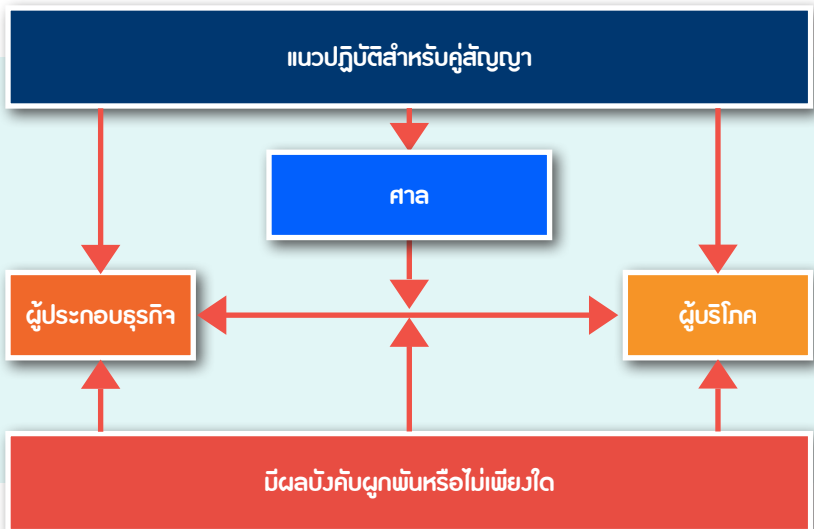 แนวปฏิบัติสำหรับคู่สัญญา
ศาล
ผู้ประกอบธุรกิจ
ผู้บริโภค
มีผลบังคับผูกพันหรือไม่เพียงใด